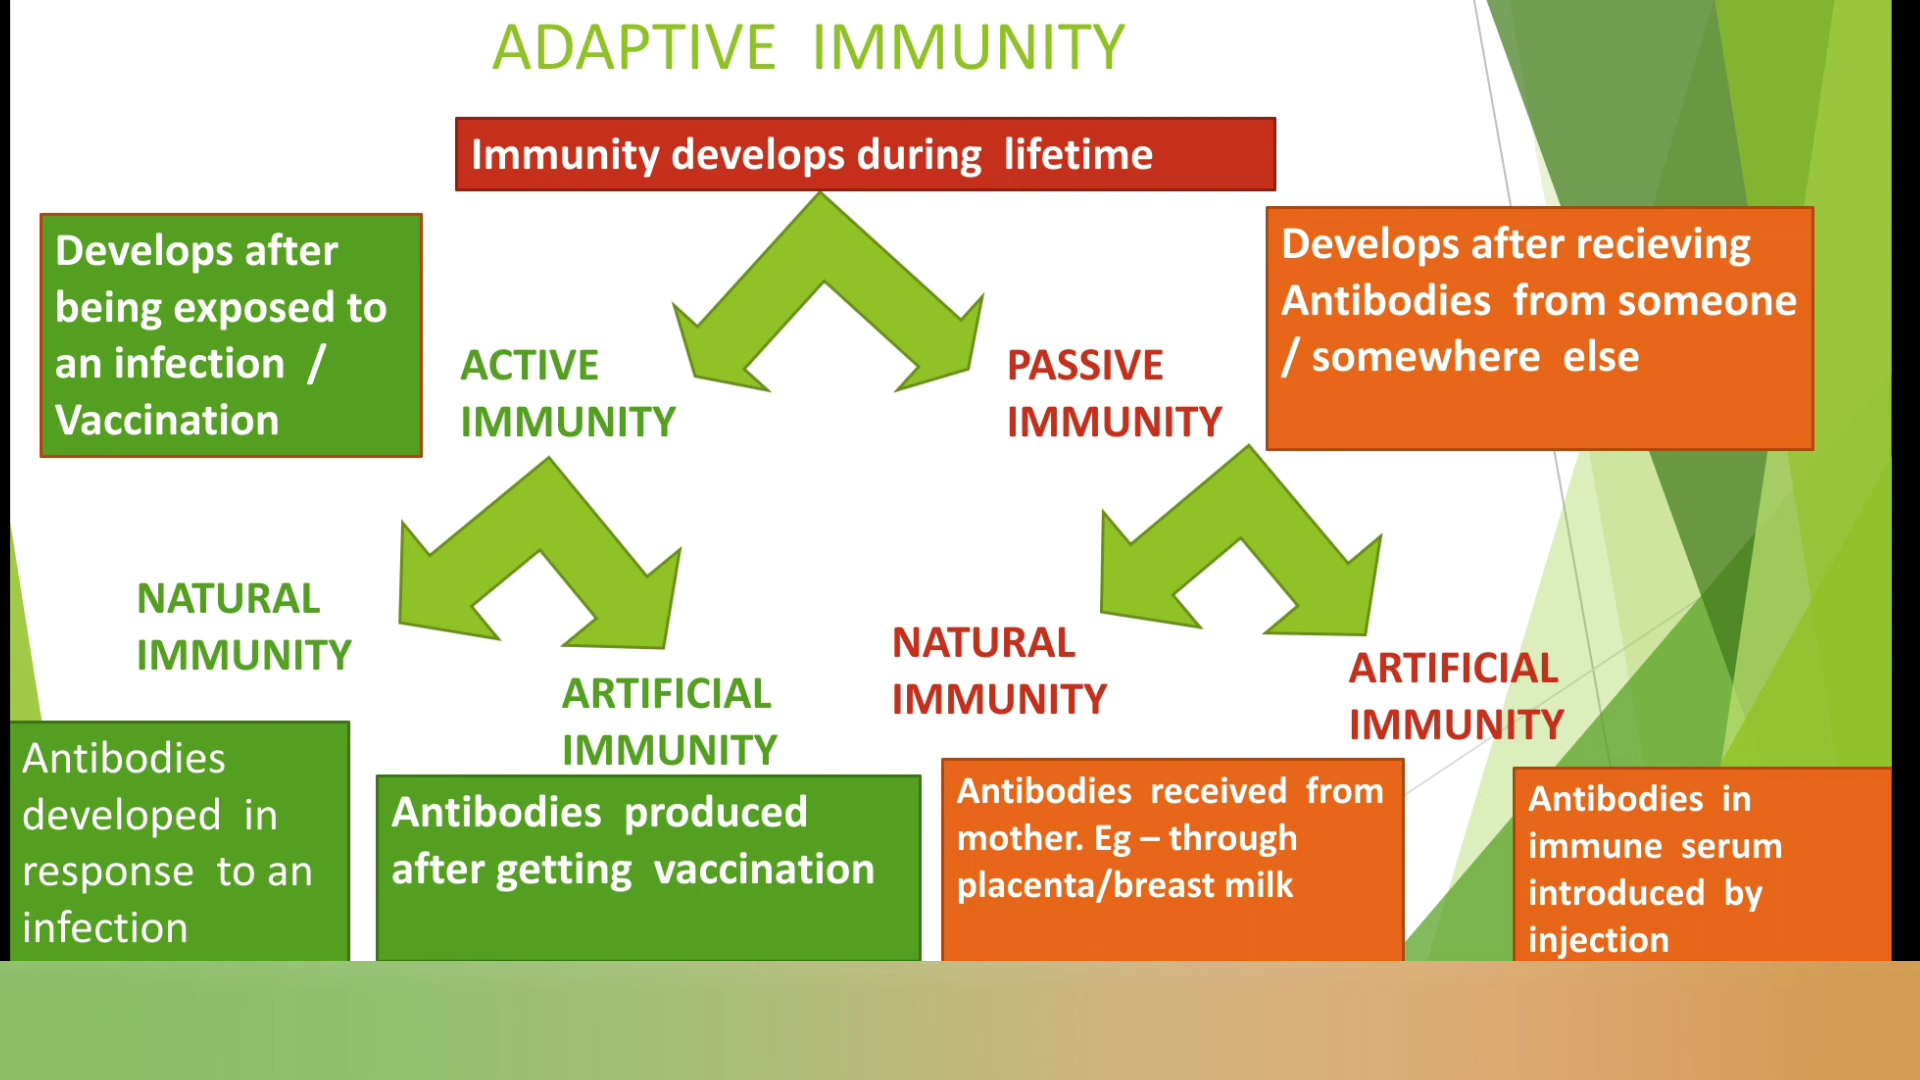 ADAPTIVE IMMUNITY
Immunity develops during lifetime
Develops after
being exposed to
an infection /
Vaccination
ACTIVE
IMMUNITY
PASSIVE
IMMUNITY
Develops after recieving
Antibodies from someone
/ somewhere else
NATURAL
IMMUNITY
ARTIFICIAL
IMMUNITY
NATURAL
IMMUNITY
ARTIFICIAL
IMMUNITY
Antibodies
developed in
response to an
infection
Antibodies produced
after getting vaccination
Antibodies received from
mother. Eg – through
placenta/breast milk
Antibodies in
immune serum
introduced by
injection